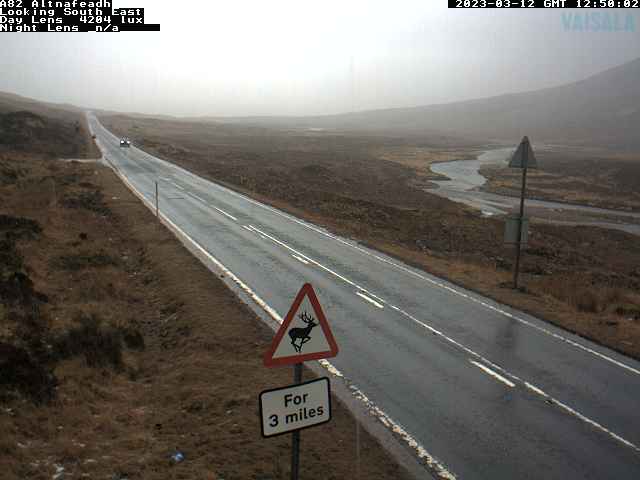 A82 Altnafeadh
2023-03-12 GMT 12:50:02
Looking South East
Day Lens 4204 lux
Night Lens n/a
VAISALA
For
3 miles